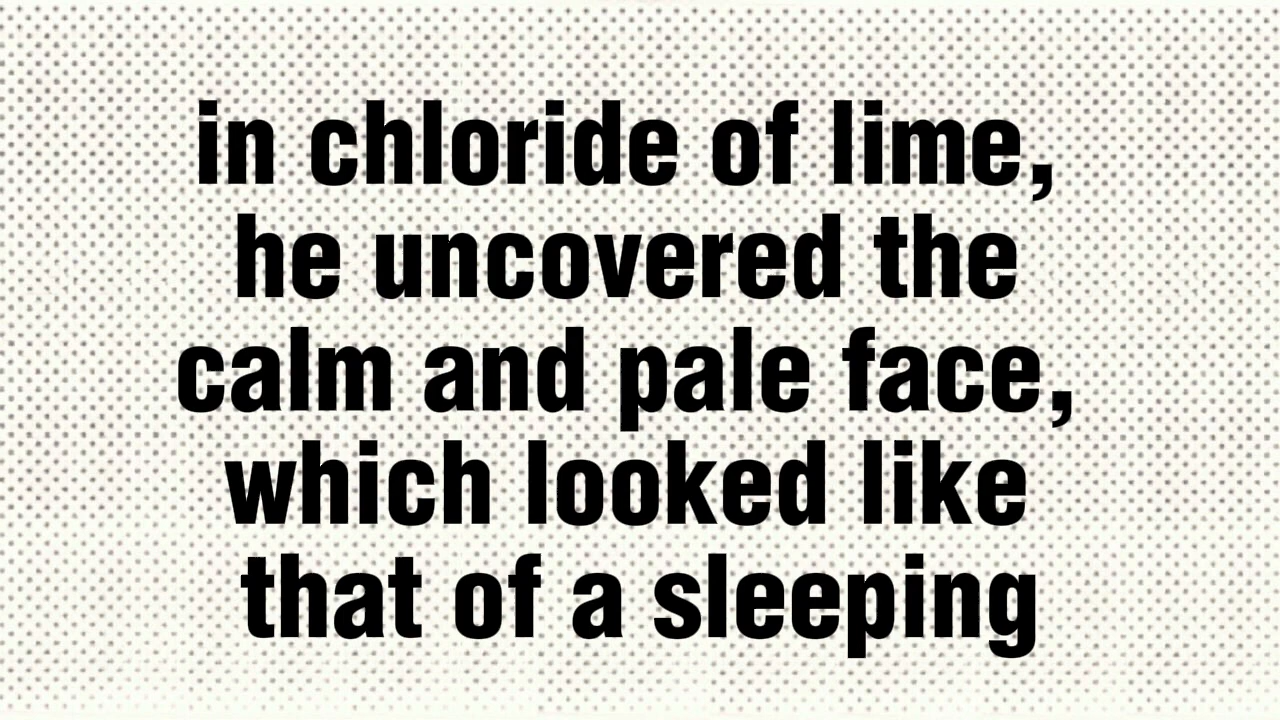 in chloride of lime,
he uncovered the
calm and pale face,
which looked like
that of a sleeping